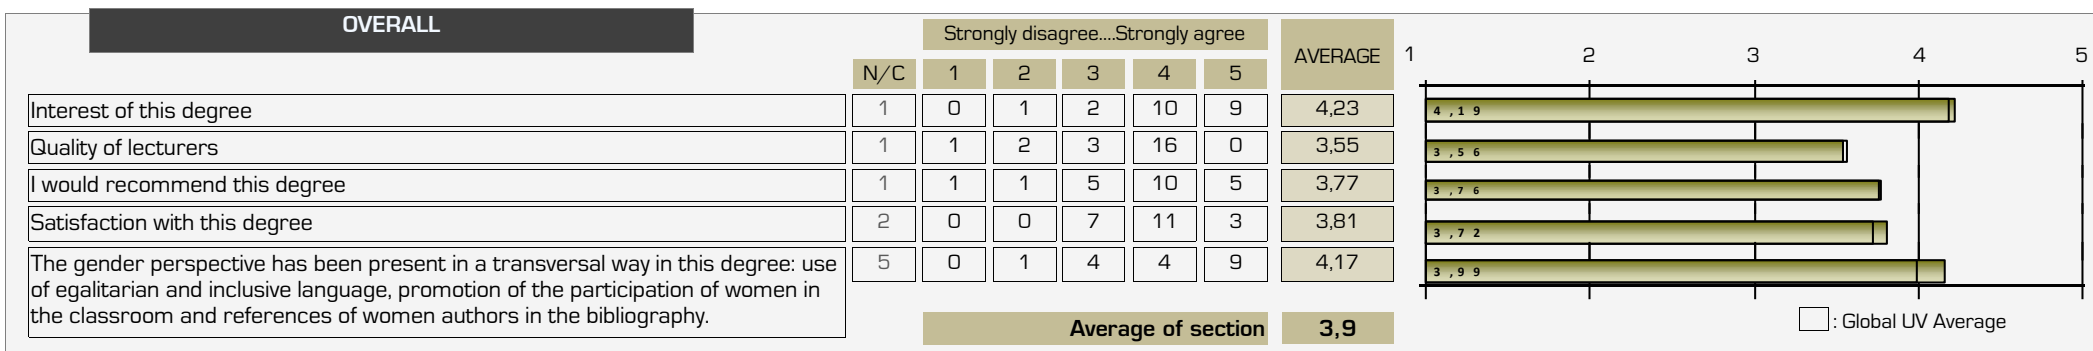 OVERALL
Strongly disagree....Strongly agree
AVERAGE
N/C 1 2 3 4 5
1 2 3 4 5
Interest of this degree 1 0 1 2 10 9 4,23 4,19
Quality of lecturers 1 1 2 3 16 0 3,55 3,56
I would recommend this degree 1 1 1 5 10 5 3,77 3,76
Satisfaction with this degree 2 0 0 7 11 3 3,81 3,72
The gender perspective has been present in a transversal way in this degree: use 5 0 1 4 4 9 4,17 3,99
of egalitarian and inclusive language, promotion of the participation of women in
the classroom and references of women authors in the bibliography.
Average of section 3,9
: Global UV Average